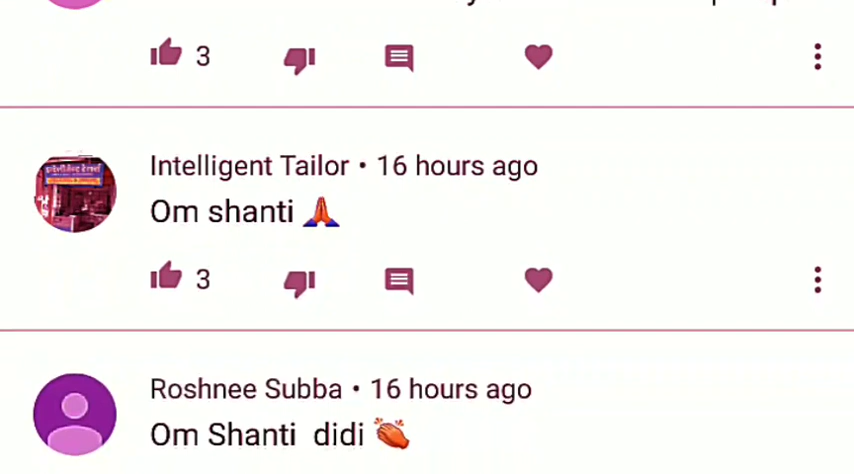 3
Intelligent Tailor • 16 hours ago
Om shanti 🙏
3
Roshnee Subba • 16 hours ago
Om Shanti  didi 👏